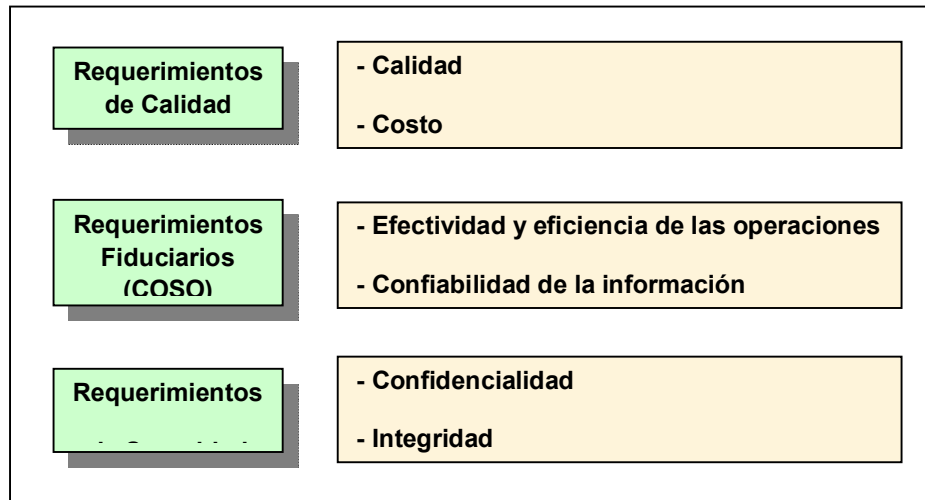 Requerimientos
de Calidad
- Calidad
- Costo
Requerimientos
Fiduciarios
(COSO)
- Efectividad y eficiencia de las operaciones
- Confiabilidad de la información
Requerimientos
- Confidencialidad
- Integridad